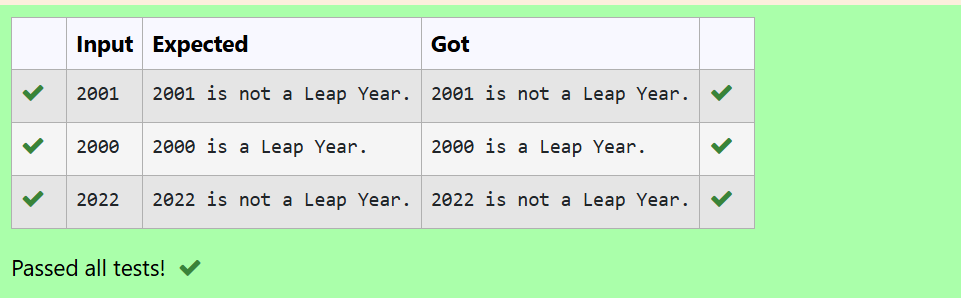 Input Expected Got
2001 2001 is not a Leap Year. 2001 is not a Leap Year.
2000 2000 is a Leap Year. 2000 is a Leap Year.
2022 2022 is not a Leap Year. 2022 is not a Leap Year.
Passed all tests!